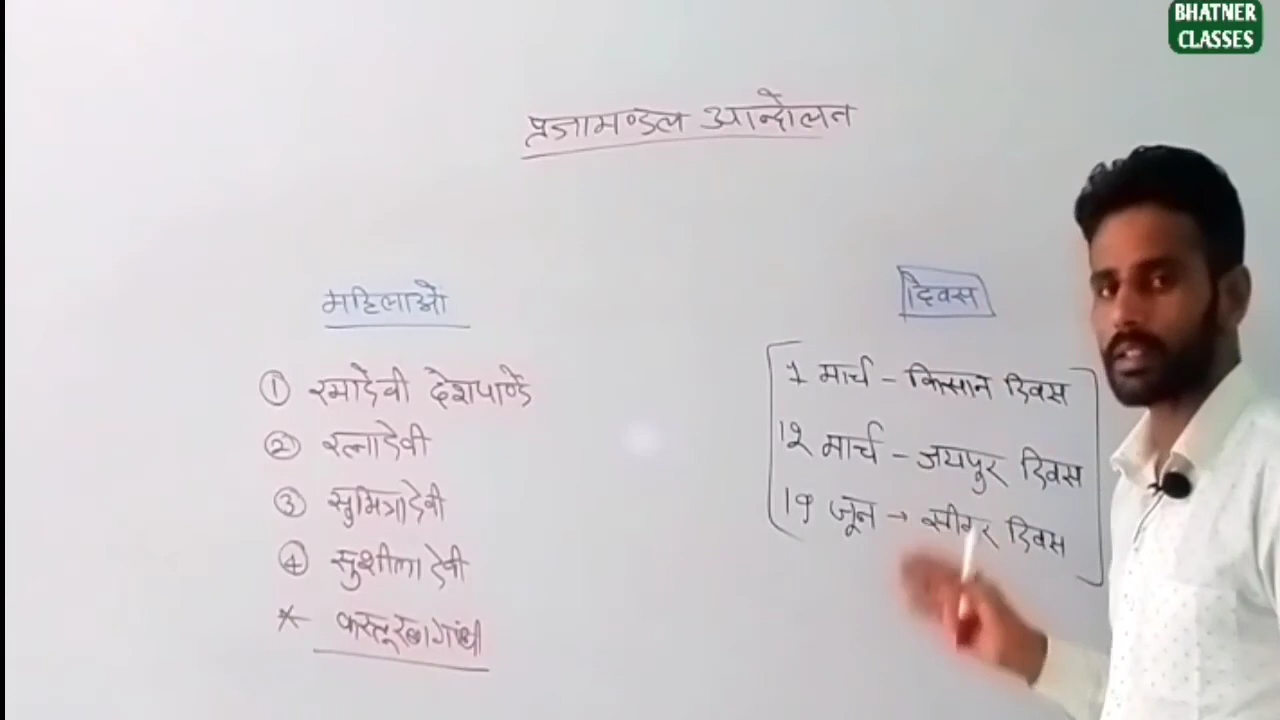 BHATNER
CLASSES
प्रजामण्डल आन्दोलन
महिलाओ
① रमादेवी देशपाण्डे
② रत्नादेवी
③ सुमित्रादेवी
④ सुशीला देवी
* कस्तूरबा गांधी
दिवस
1 मार्च - किसान दिवस
12 मार्च - जयपुर दिवस
19 जून → सीकर दिवस